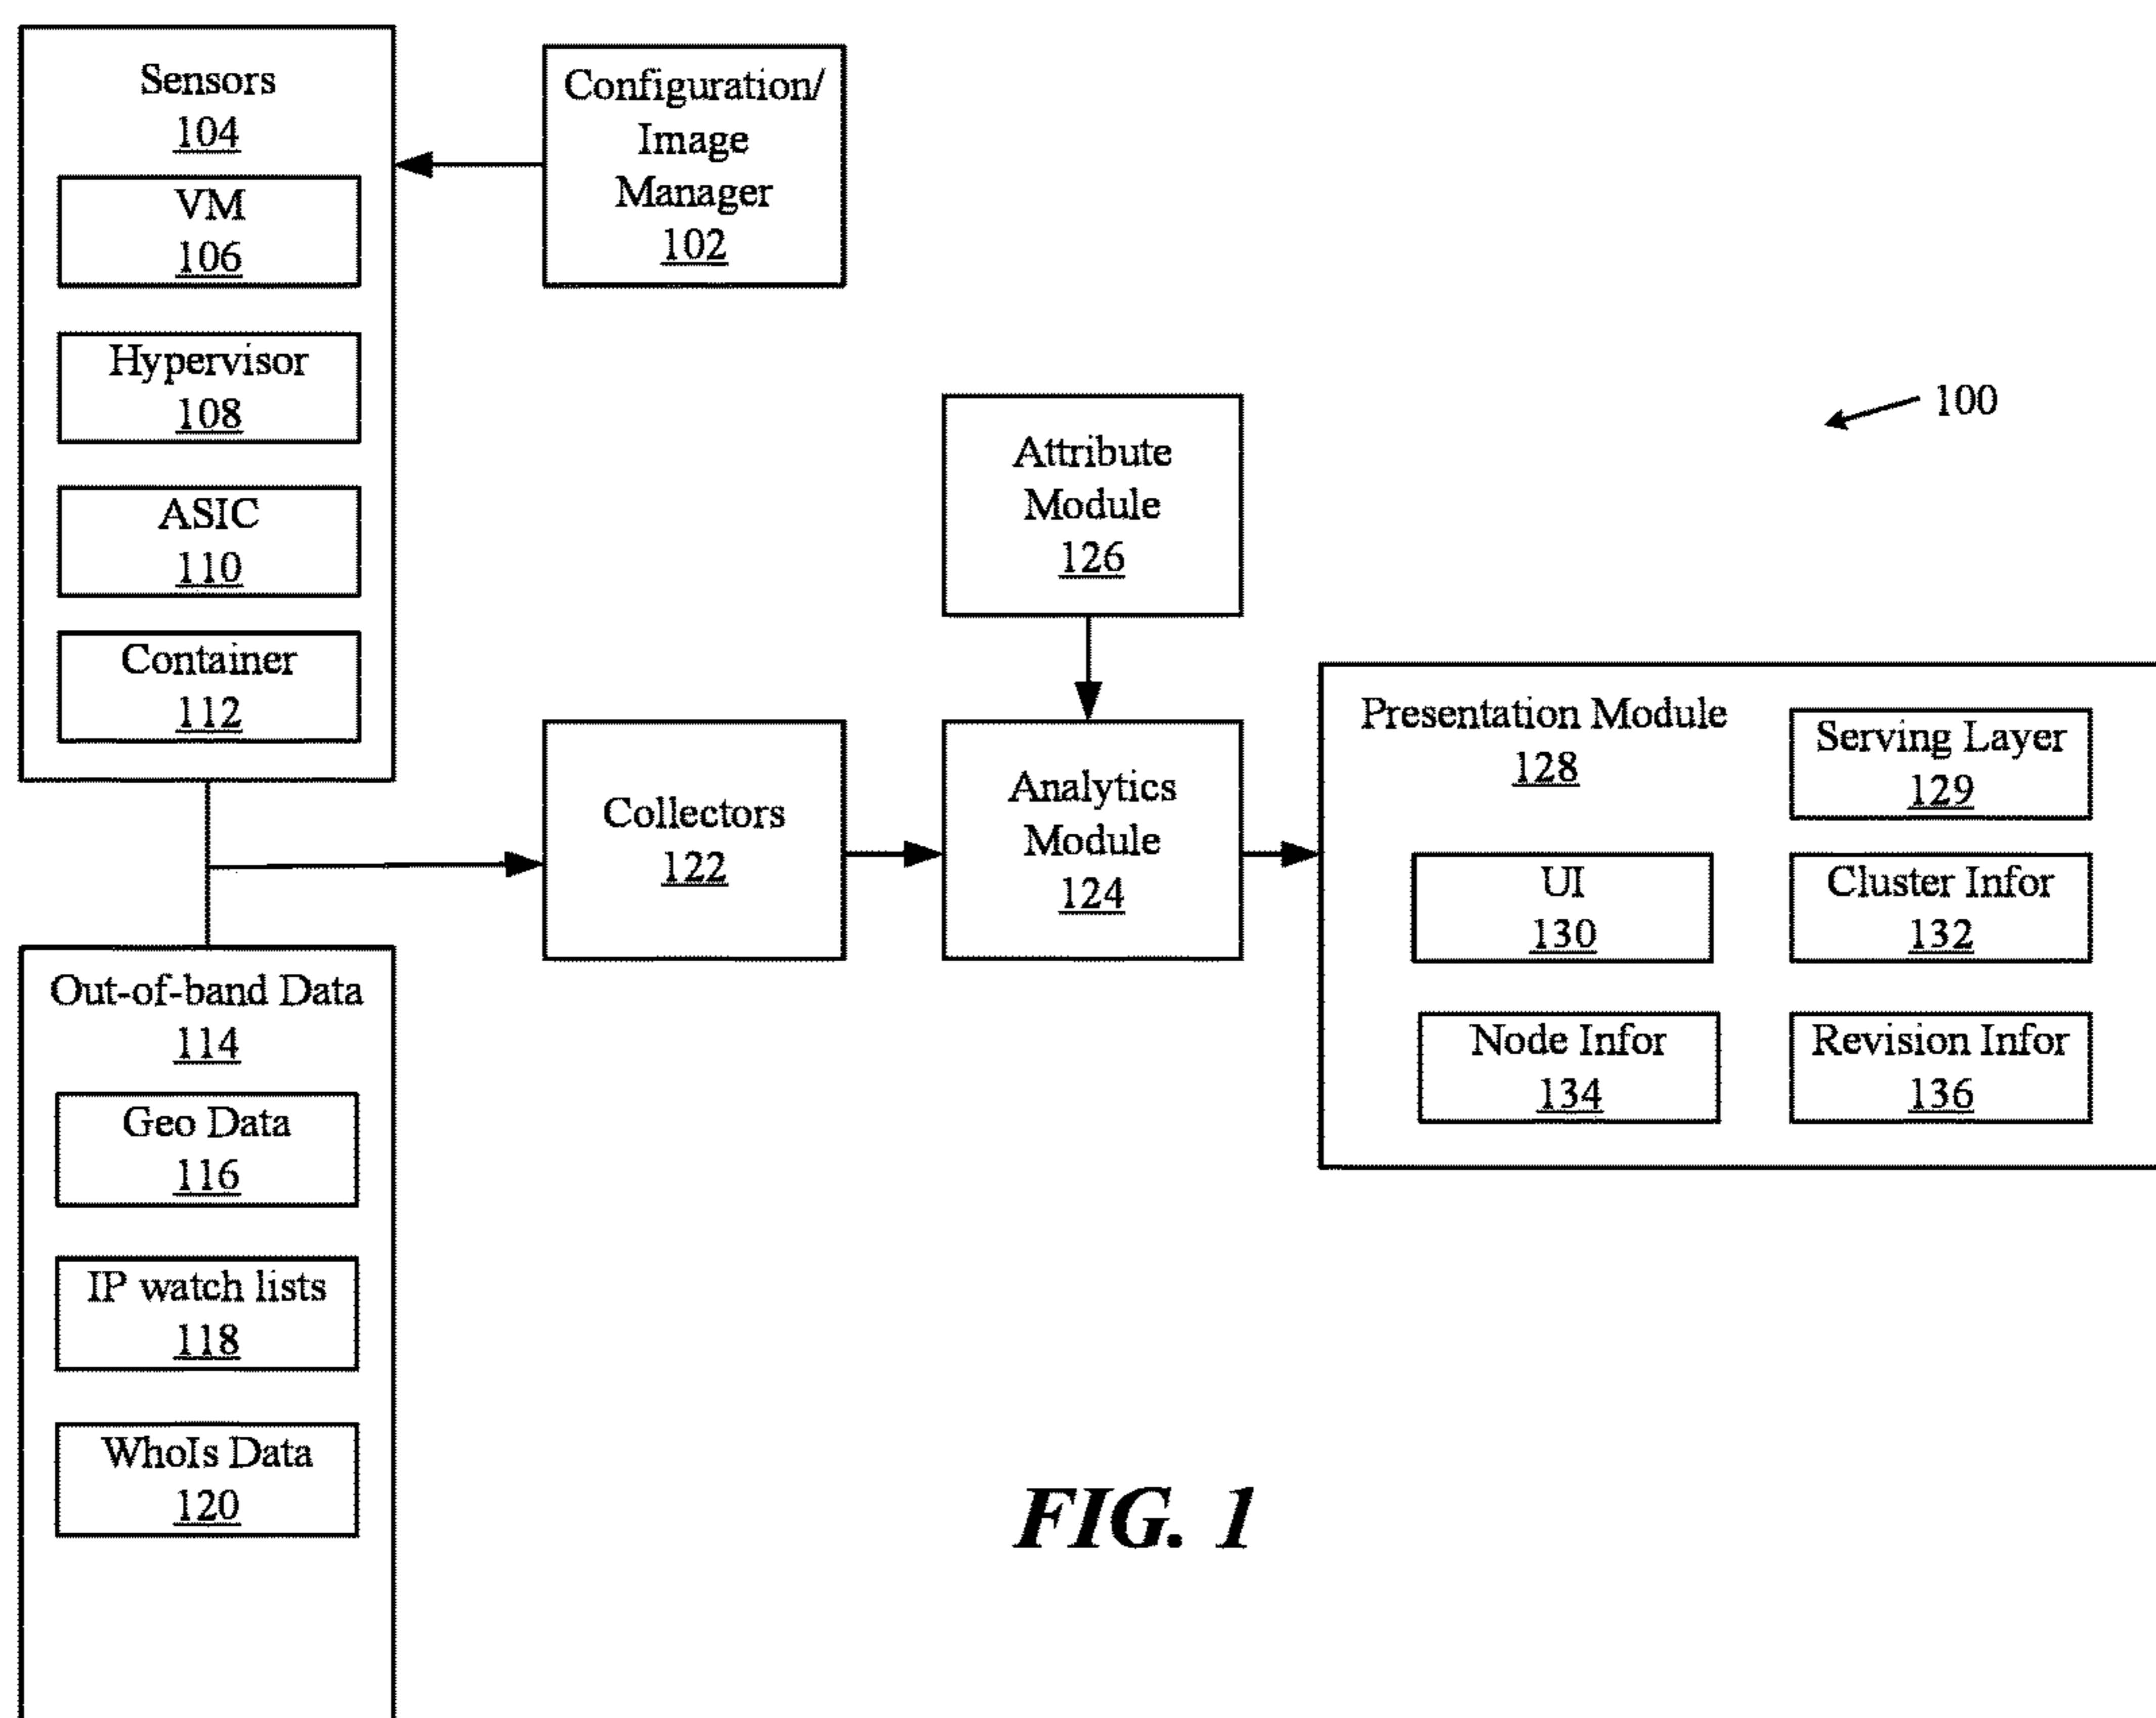 Sensors
104
VM
106
Hypervisor
108
ASIC
110
Container
112
Configuration/
Image
Manager
102
100
Attribute
Module
126
Collectors
122
Analytics
Module
124
Presentation Module
128
Serving Layer
129
UI
130
Cluster Infor
132
Node Infor
134
Revision Infor
136
Out-of-band Data
114
Geo Data
116
IP watch lists
118
WhoIs Data
120
FIG. 1